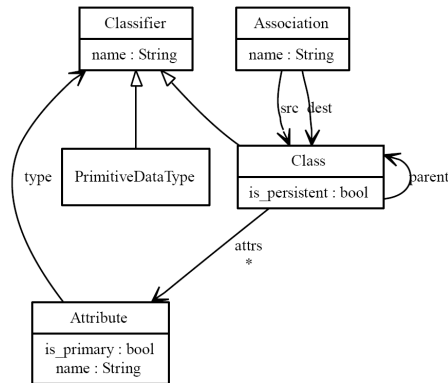 Classifier
name : String
Association
name : String
src
dest
type
PrimitiveDataType
Class
is_persistent : bool
parent
attrs
*
Attribute
is_primary : bool
name : String